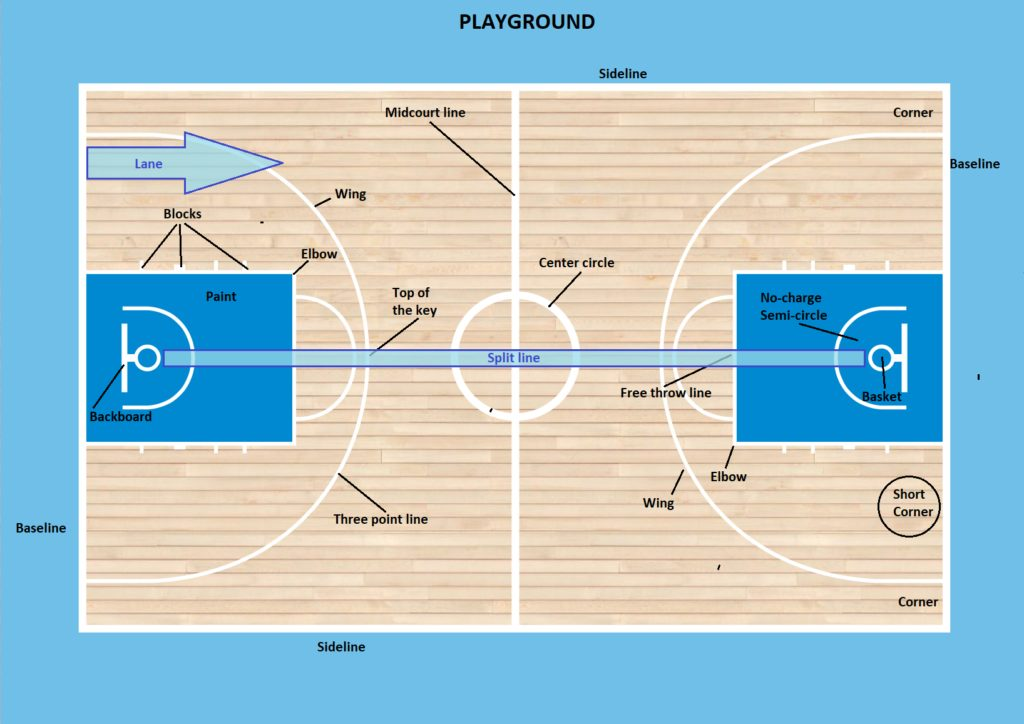 PLAYGROUND
Sideline
Midcourt line
Corner
Lane
Baseline
Wing
Blocks
Elbow
Center circle
Paint
Top of
the key
No-charge
Semi-circle
Split line
Free throw line
Basket
Backboard
Elbow
Wing
Short
Corner
Three point line
Baseline
Corner
Sideline